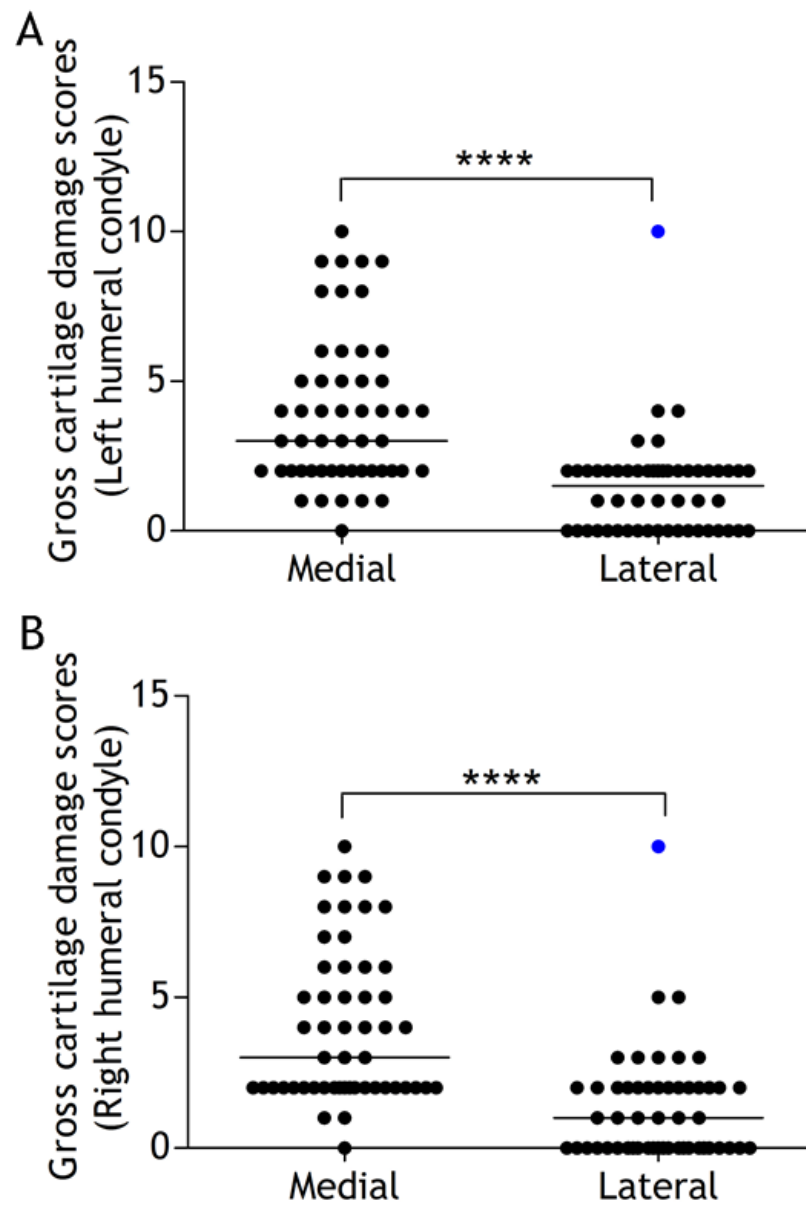 A
Gross cartilage damage scores
(Left humeral condyle)
15
10
5
0
****
Medial
Lateral
B
Gross cartilage damage scores
(Right humeral condyle)
15
10
5
0
****
Medial
Lateral